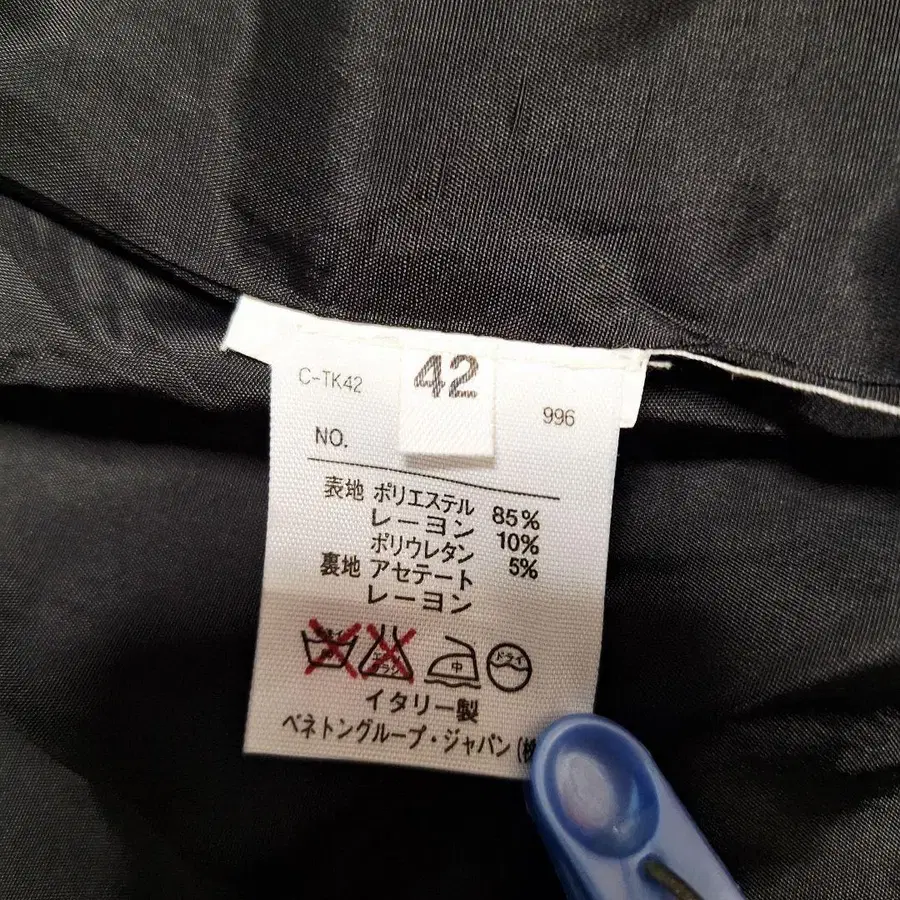 42
C-TK42
996
NO.
表地 ポリエステル 85%
レーヨン 10%
ポリウレタン 5%
裏地 アセテート
レーヨン
中
ドライ
イタリー製
ベネトングループ・ジャパン(株